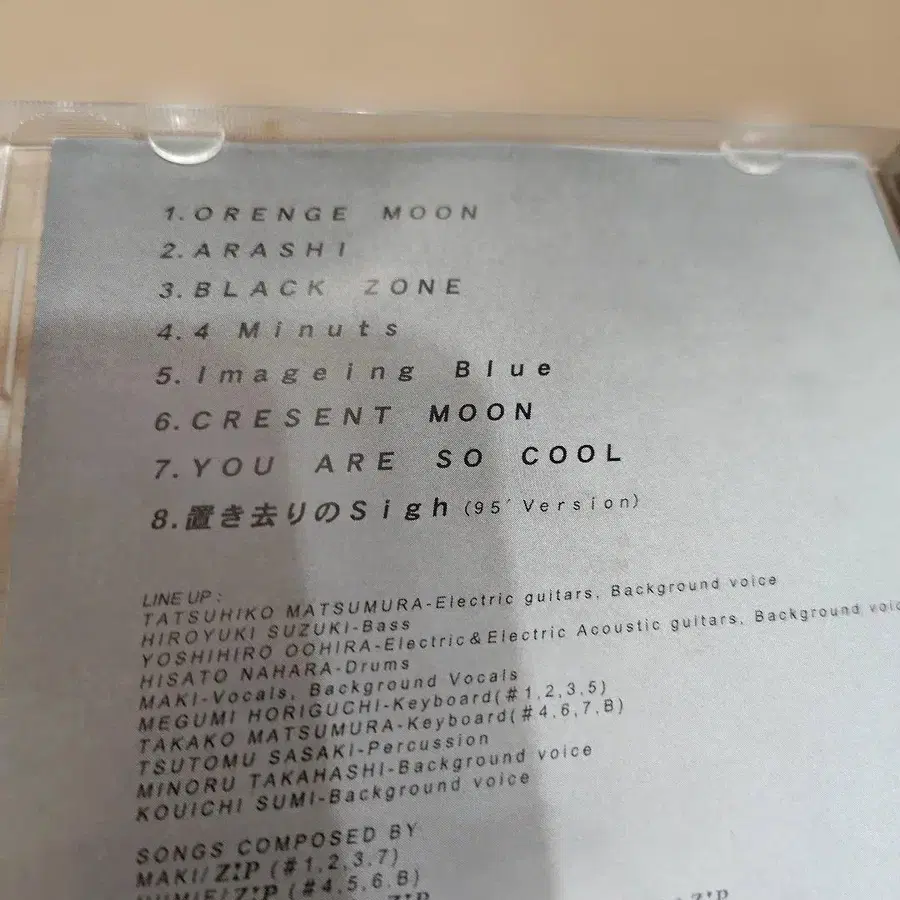 1. ORENGE MOON
2. ARASHI
3. BLACK ZONE
4. 4 Minuts
5. Imageing Blue
6. CRESENT MOON
7. YOU ARE SO COOL
8. 置き去りのSigh (95' Version)
LINE UP :
TATSUHIKO MATSUMURA-Electric guitars, Background voice
HIROYUKI SUZUKI-Bass
YOSHIHIRO OOHIRA-Electric&Electric Acoustic guitars, Background
HISATO NAHARA-Drums
MAKI-Vocals, Background Vocals
MEGUMI HORIGUCHI-Keyboard(#1,2,3,5)
TAKAKO MATSUMURA-Keyboard(#4,6,7,8)
TSUTOMU SASAKI-Percussion
MINORU TAKAHASHI-Background voice
KOUICHI SUMI-Background voice
SONGS COMPOSED BY
MAKI/Z!P (#1,2,3.7)
/Z!P (#4,5,6,8)